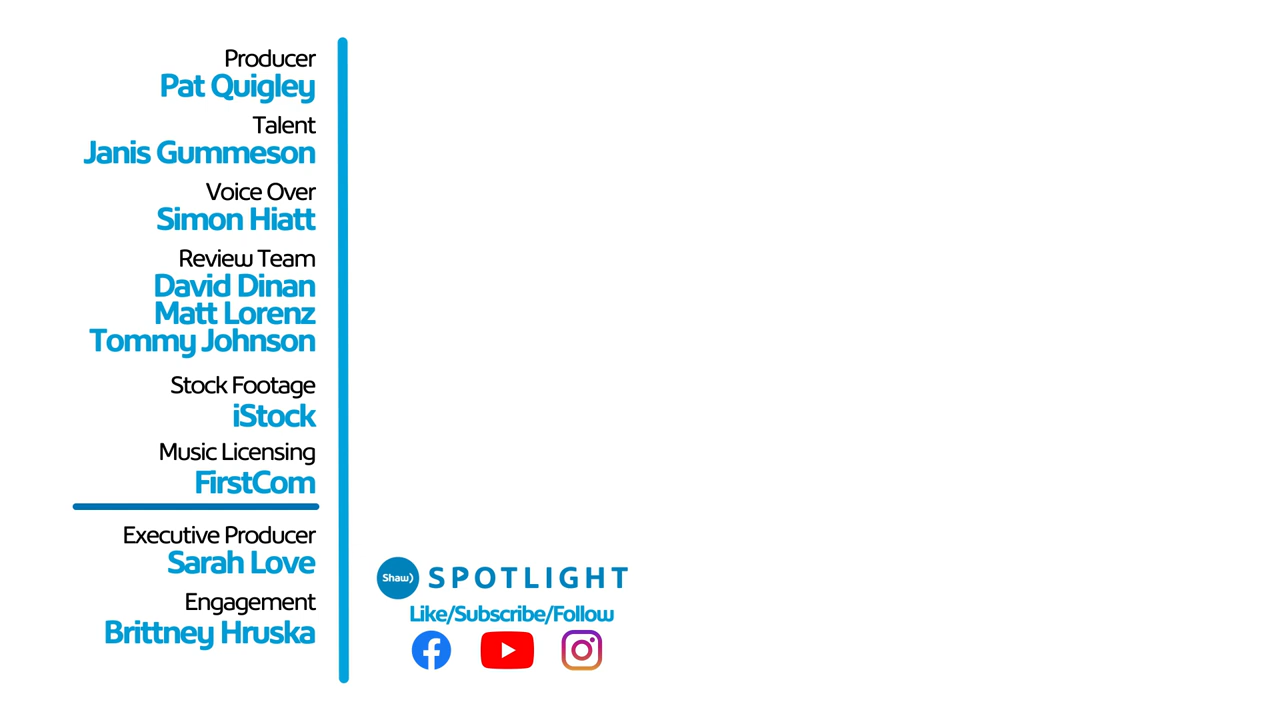 Producer
Pat Quigley
Talent
Janis Gummeson
Voice Over
Simon Hiatt
Review Team
David Dinan
Matt Lorenz
Tommy Johnson
Stock Footage
iStock
Music Licensing
FirstCom
Executive Producer
Sarah Love
Engagement
Brittney Hruska
Shaw) SPOTLIGHT
Like/Subscribe/Follow